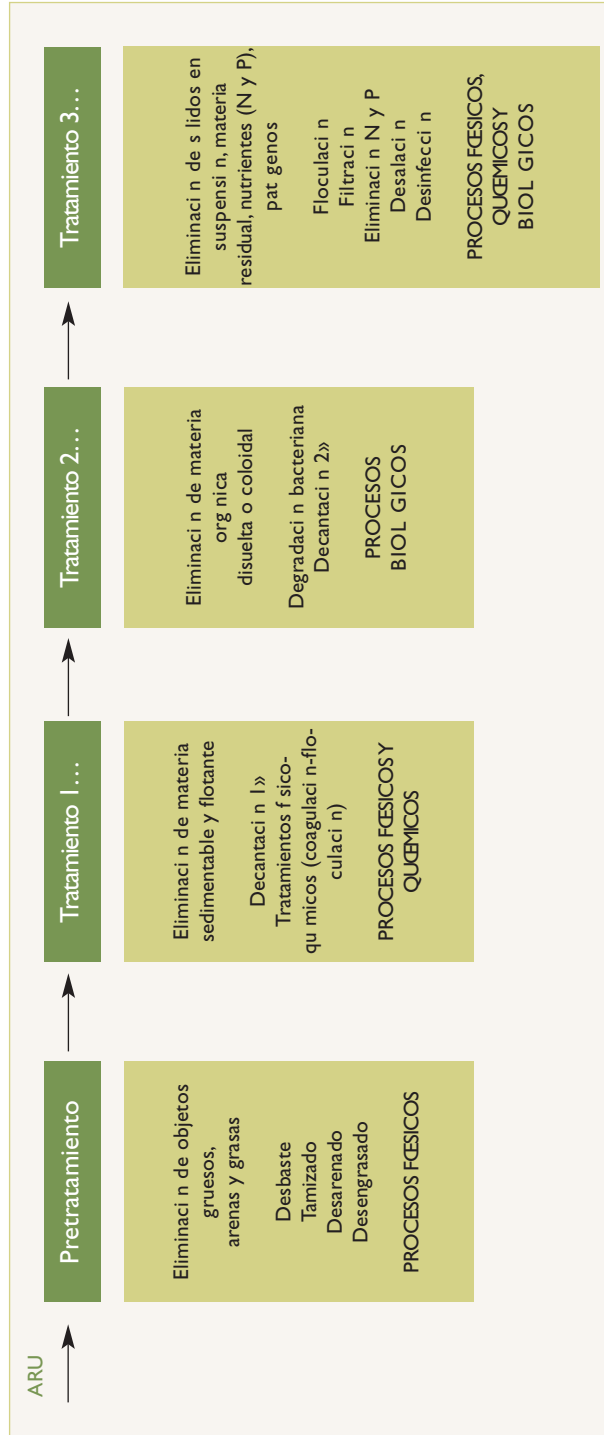 ARU
Pretratamiento
Eliminaci n de objetos
gruesos,
arenas y grasas
Desbaste
Tamizado
Desarenado
Desengrasado
PROCESOS FŒSICOS
Tratamiento 1...
Eliminaci n de materia
sedimentable y flotante
Decantaci n 1»
Tratamientos f sico-
qu micos (coagulaci n-flo-
culaci n)
PROCESOS FŒSICOS Y
QUŒMICOS
Tratamiento 2...
Eliminaci n de materia
org nica
disuelta o coloidal
Degradaci n bacteriana
Decantaci n 2»
PROCESOS
BIOL GICOS
Tratamiento 3...
Eliminaci n de s lidos en
suspensi n, materia
residual, nutrientes (N y P),
pat genos
Floculaci n
Filtraci n
Eliminaci n N y P
Desalaci n
Desinfecci n
PROCESOS FŒSICOS,
QUŒMICOS Y
BIOL GICOS